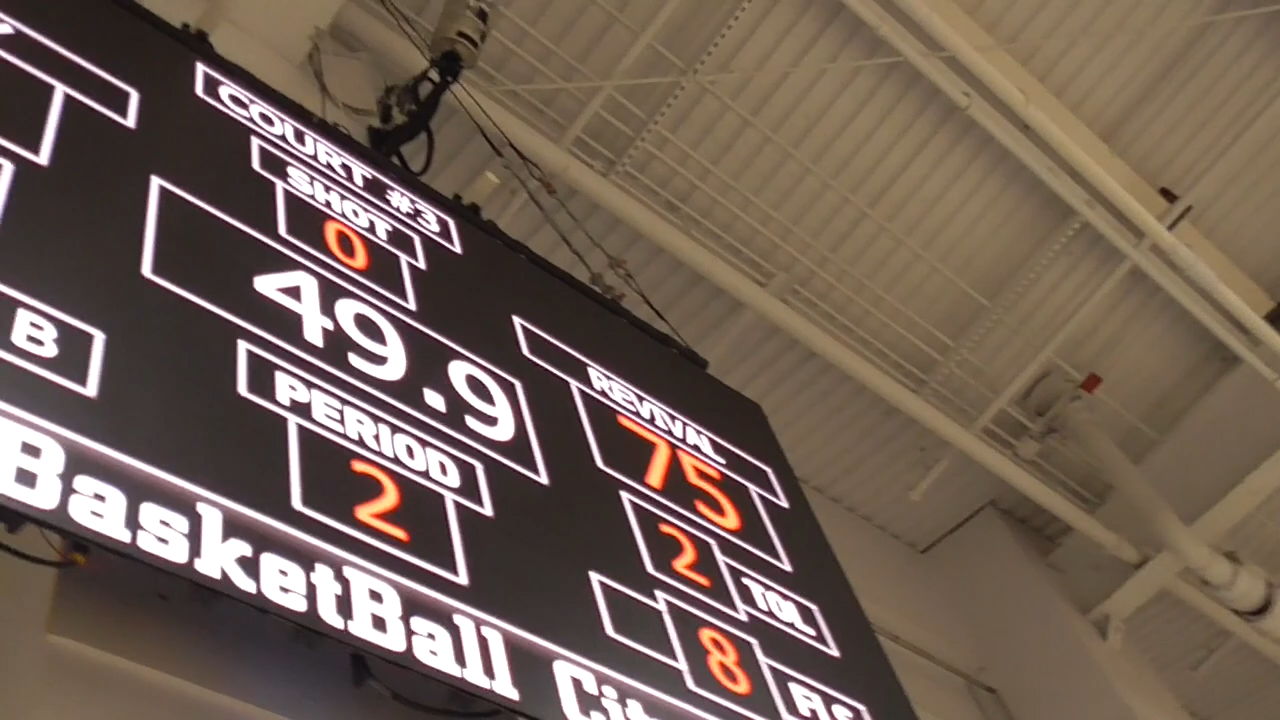 COURT #3
SHOT
0
49.9
B
PERIOD
2
REVIVAL
75
2 TOL
8
BasketBall